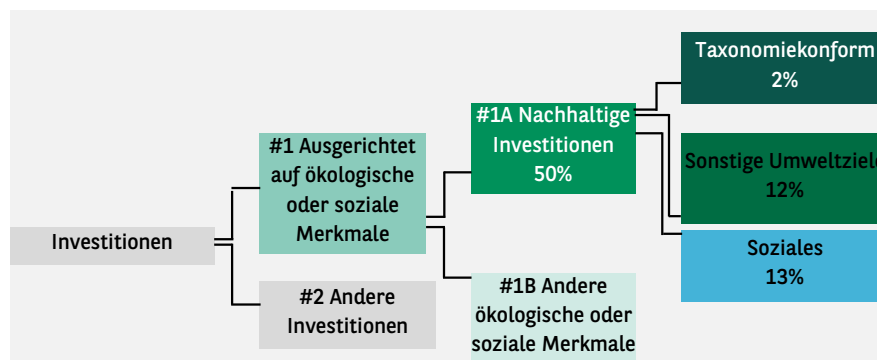 Investitionen
#1 Ausgerichtet
auf ökologische
oder soziale
Merkmale
#2 Andere
Investitionen
#1A Nachhaltige
Investitionen
50%
#1B Andere
ökologische oder
soziale Merkmale
Taxonomiekonform
2%
Sonstige Umweltziele
12%
Soziales
13%